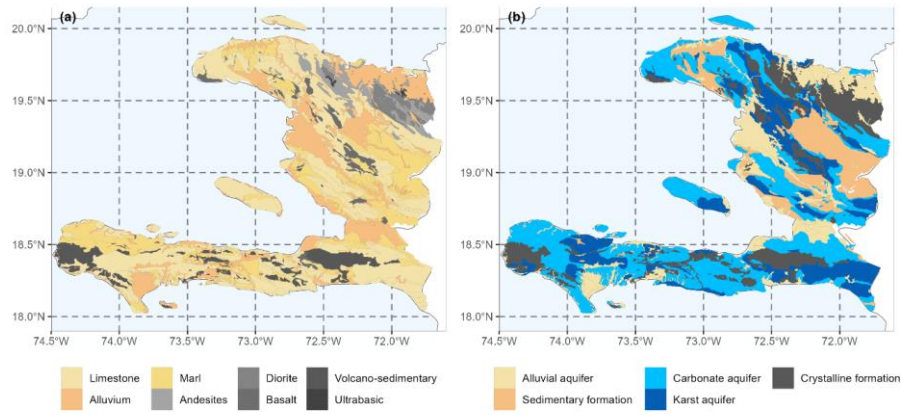 (a)
(b)
20.0°N
19.5°N
19.0°N
18.5°N
18.0°N
74.5°W 74.0°W 73.5°W 73.0°W 72.5°W 72.0°W
20.0°N
19.5°N
19.0°N
18.5°N
18.0°N
74.5°W 74.0°W 73.5°W 73.0°W 72.5°W 72.0°W
Limestone Marl Diorite Volcano-sedimentary
Alluvium Andesites Basalt Ultrabasic
Alluvial aquifer Carbonate aquifer Crystalline formation
Sedimentary formation Karst aquifer